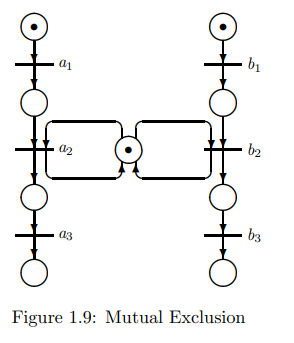 a₁ b₁
a₂ b₂
a₃ b₃
Figure 1.9: Mutual Exclusion